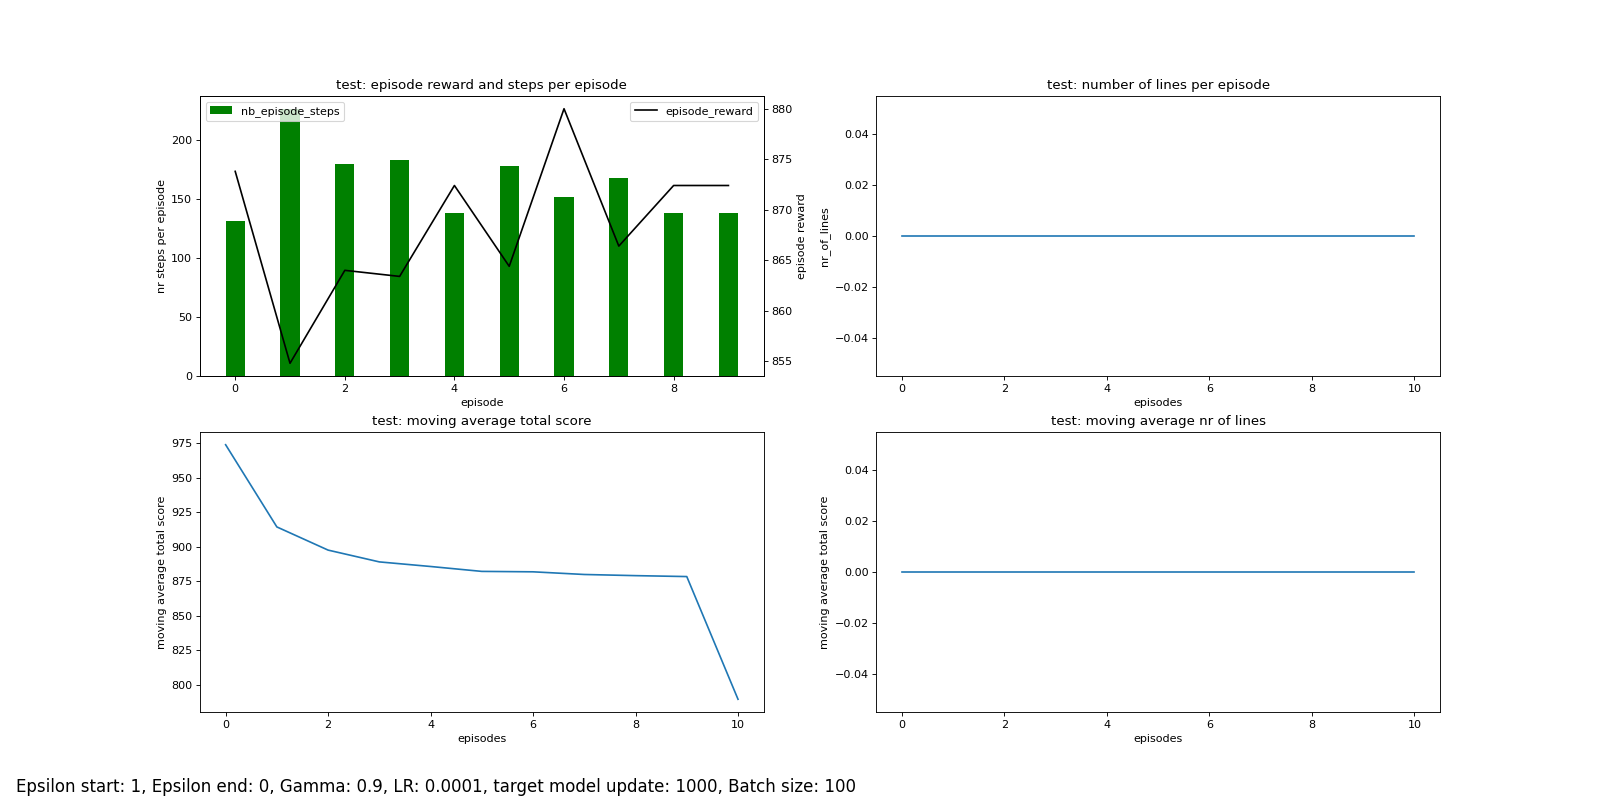 test: episode reward and steps per episode
nb_episode_steps
episode_reward
nr steps per episode
200
150
100
50
0
880
875
870
865
860
855
episode reward
0 2 4 6 8
episode
test: number of lines per episode
nr_of_lines
0.04
0.02
0.00
−0.02
−0.04
0 2 4 6 8 10
episodes
test: moving average total score
moving average total score
975
950
925
900
875
850
825
800
0 2 4 6 8 10
episodes
test: moving average nr of lines
moving average total score
0.04
0.02
0.00
−0.02
−0.04
0 2 4 6 8 10
episodes
Epsilon start: 1, Epsilon end: 0, Gamma: 0.9, LR: 0.0001, target model update: 1000, Batch size: 100